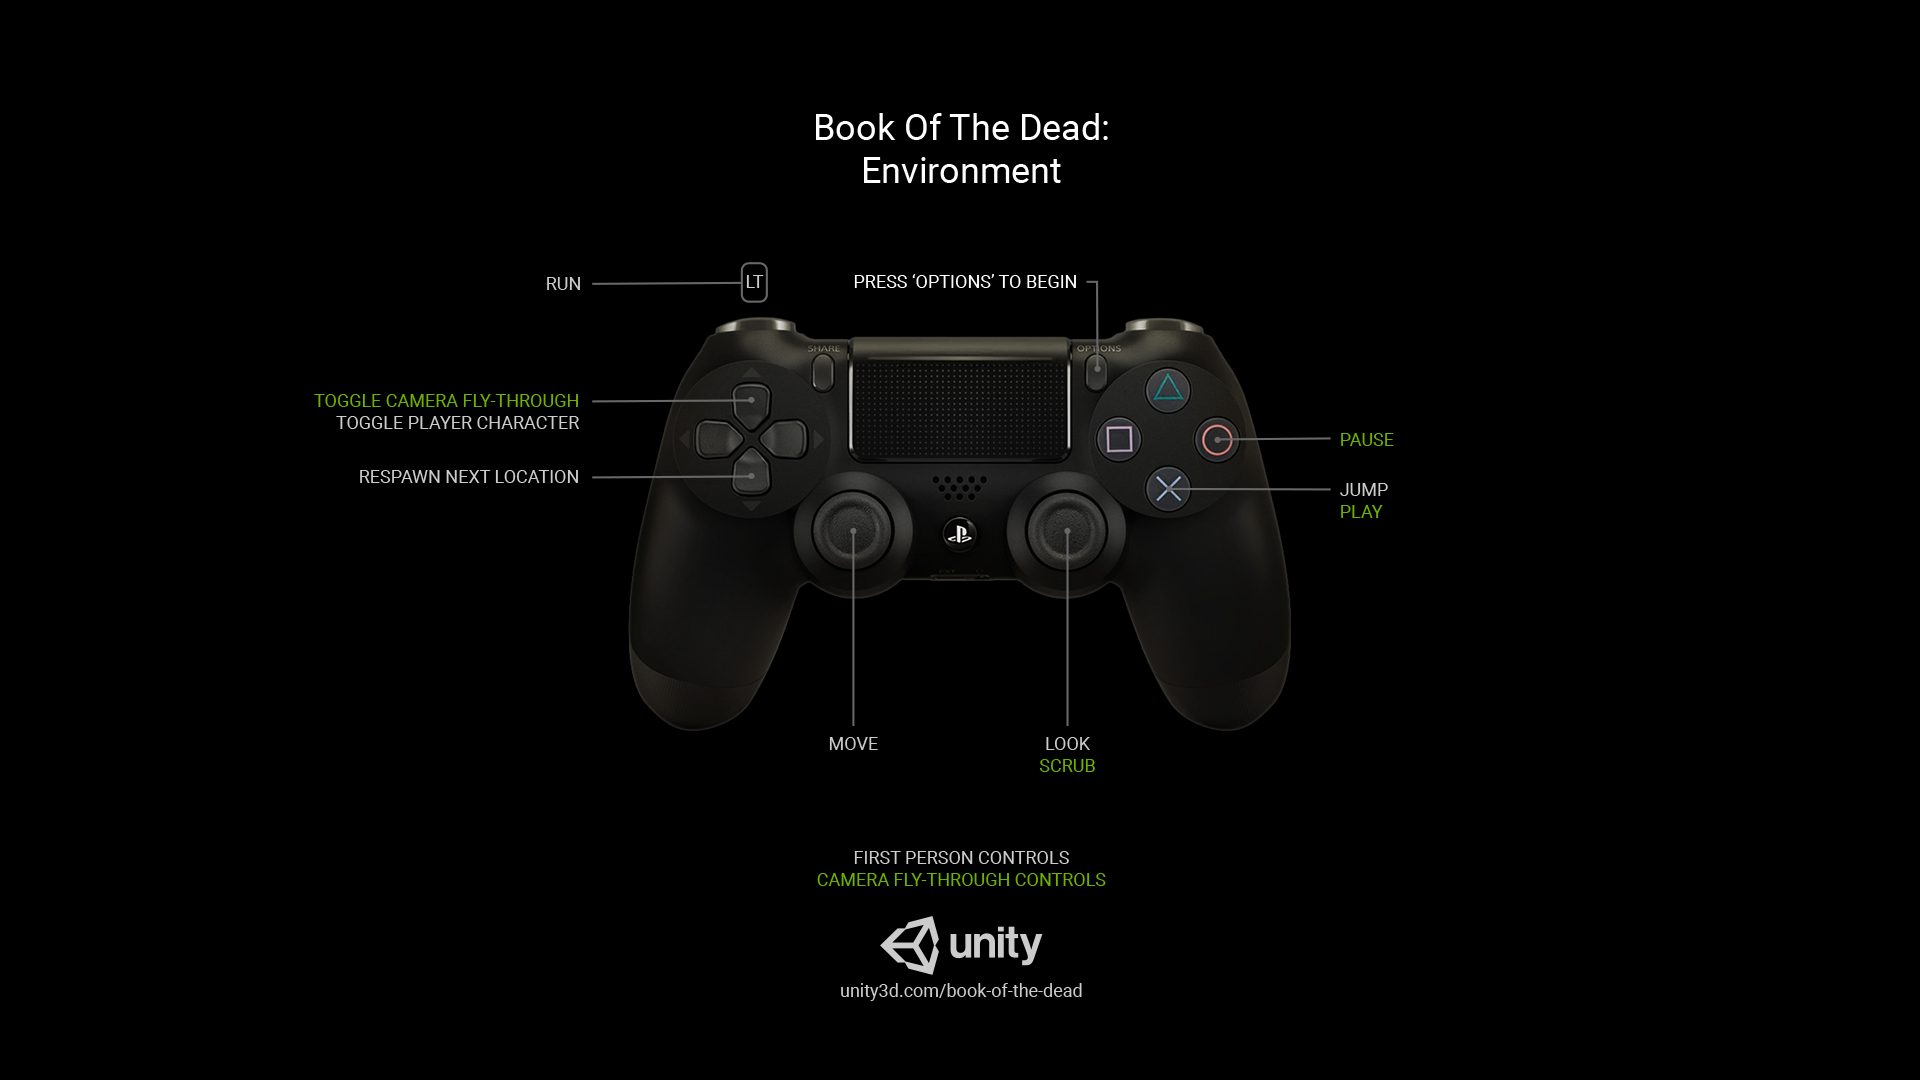 Book Of The Dead:
Environment
RUN
LT
PRESS ‘OPTIONS’ TO BEGIN
SHARE
OPTIONS
TOGGLE CAMERA FLY-THROUGH
TOGGLE PLAYER CHARACTER
RESPAWN NEXT LOCATION
PAUSE
JUMP
PLAY
MOVE
LOOK
SCRUB
FIRST PERSON CONTROLS
CAMERA FLY-THROUGH CONTROLS
unity
unity3d.com/book-of-the-dead